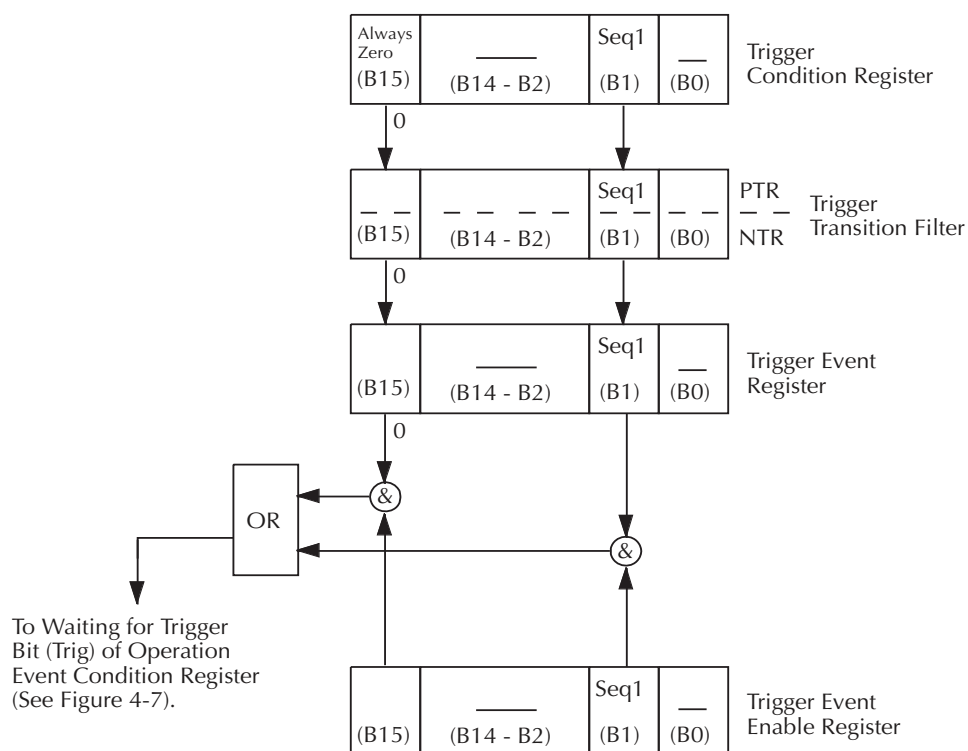 Always
Zero
(B15)
(B14 - B2)
Seq1
(B1)
(B0)
Trigger
Condition Register
0
(B15)
(B14 - B2)
Seq1
(B1)
(B0)
PTR
NTR
Trigger
Transition Filter
0
(B15)
(B14 - B2)
Seq1
(B1)
(B0)
Trigger Event
Register
0
&
OR
&
To Waiting for Trigger
Bit (Trig) of Operation
Event Condition Register
(See Figure 4-7).
(B15)
(B14 - B2)
Seq1
(B1)
(B0)
Trigger Event
Enable Register